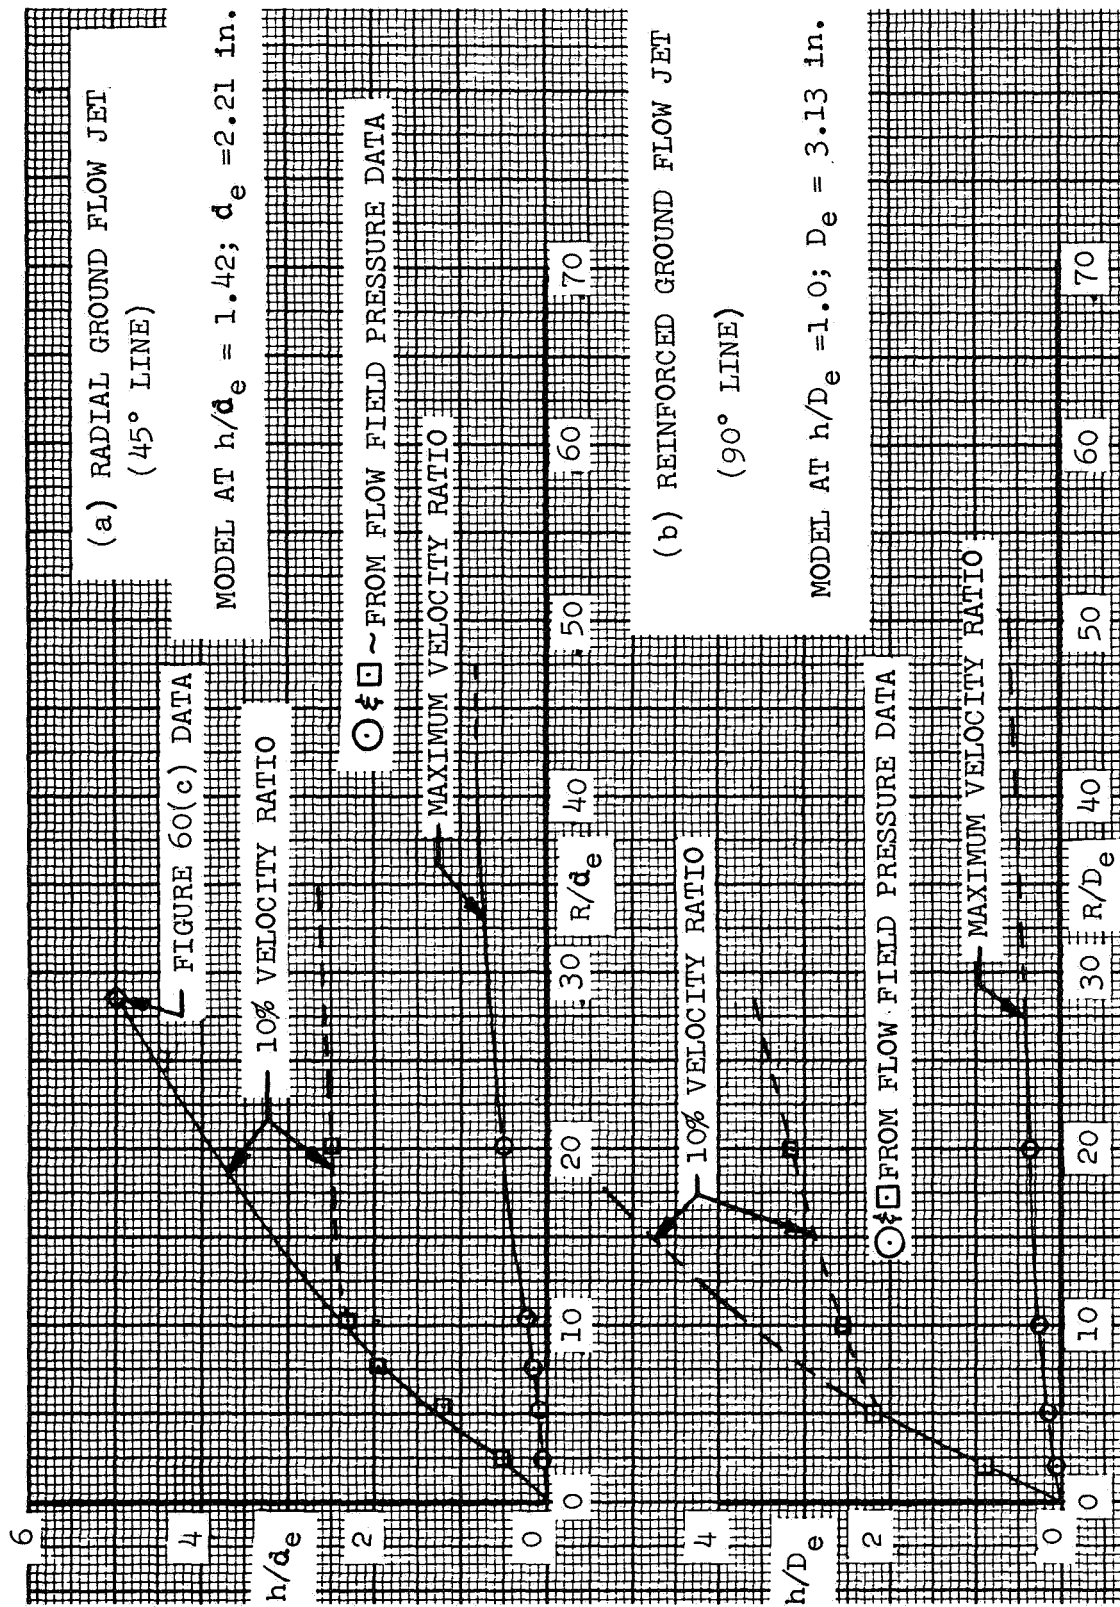 6
4
2
0
h/de
(a) RADIAL GROUND FLOW JET
(45° LINE)
MODEL AT h/de = 1.42; de = 2.21 in.
FIGURE 60(c) DATA
10% VELOCITY RATIO
⊙ & ⊡ ~ FROM FLOW FIELD PRESSURE DATA
MAXIMUM VELOCITY RATIO
0 10 20 30 40 50 60 70
R/de
4
2
0
h/De
(b) REINFORCED GROUND FLOW JET
(90° LINE)
MODEL AT h/De = 1.0; De = 3.13 in.
10% VELOCITY RATIO
⊙ & ⊡ FROM FLOW FIELD PRESSURE DATA
MAXIMUM VELOCITY RATIO
0 10 20 30 40 50 60 70
R/De